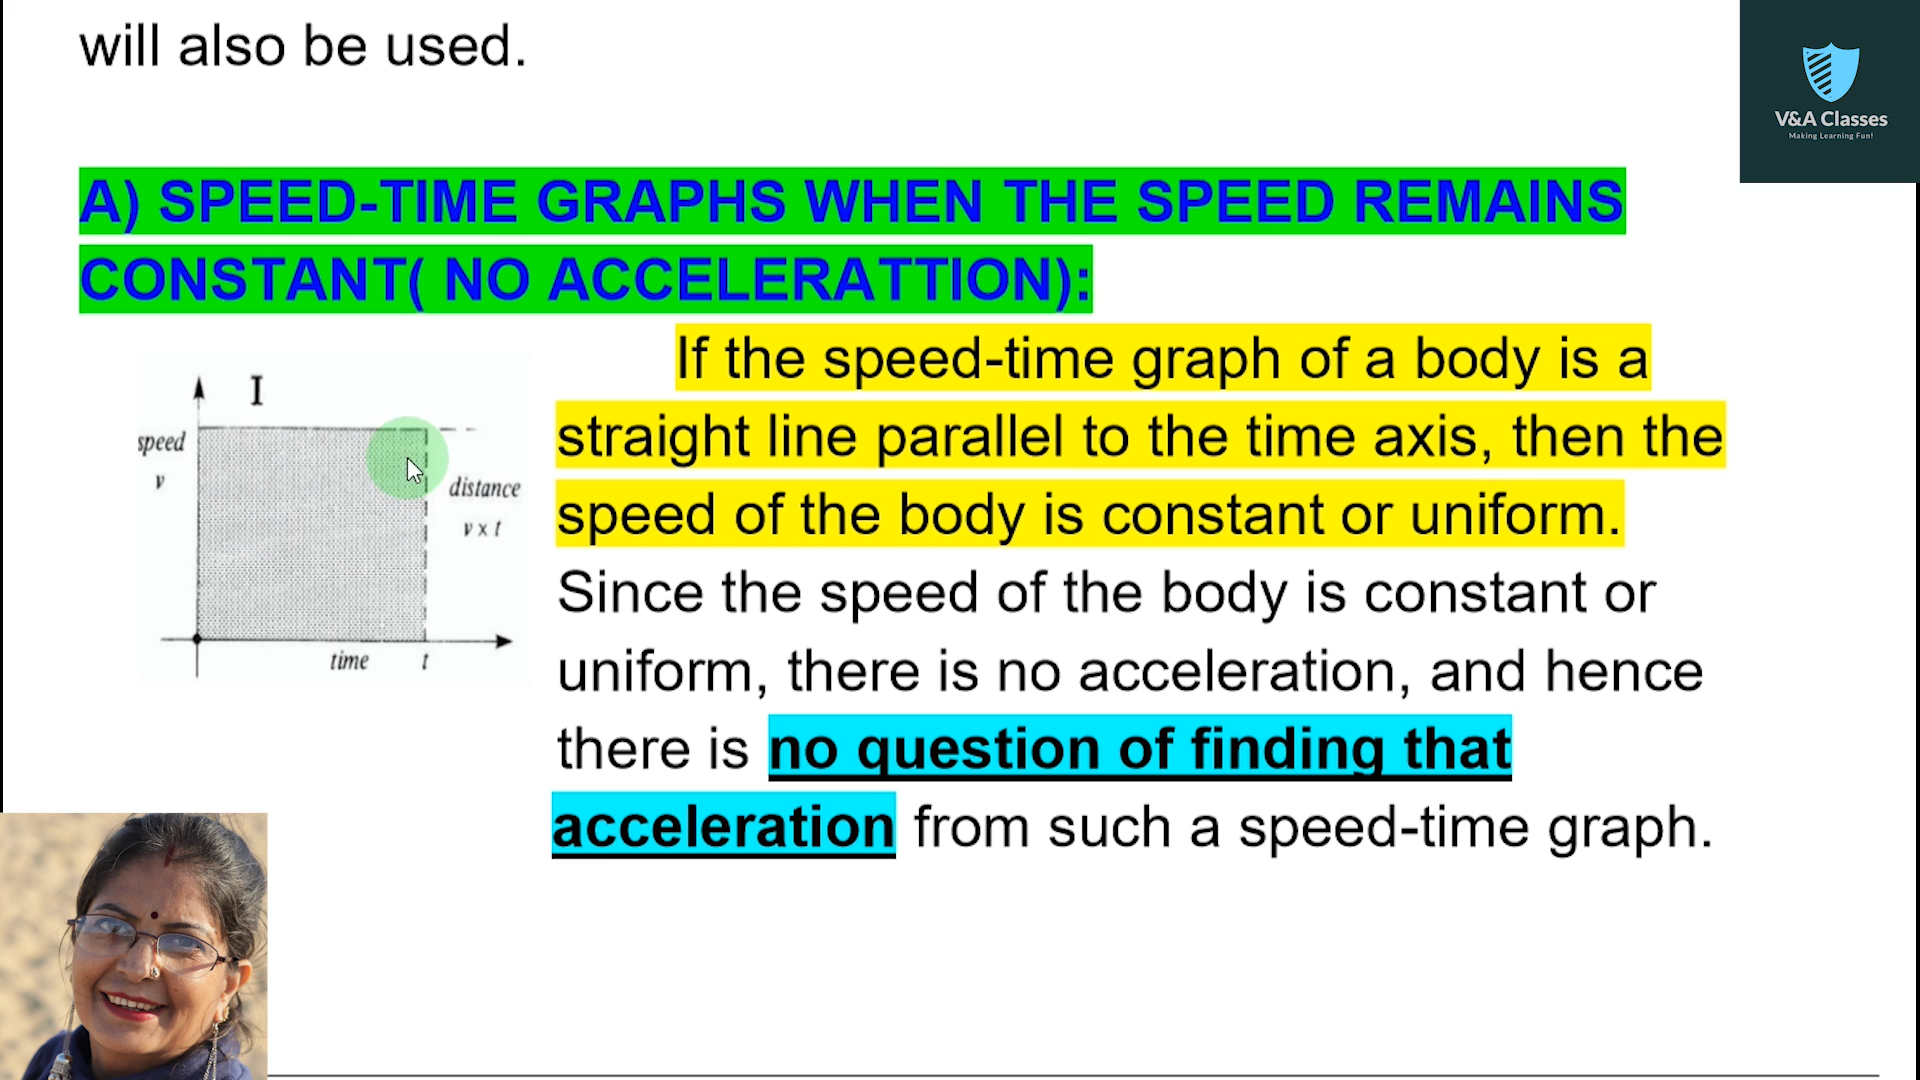 will also be used.
V&A Classes
Making Learning Fun!
A) SPEED-TIME GRAPHS WHEN THE SPEED REMAINS
CONSTANT( NO ACCELERATTION):
I
speed
v
distance
v x t
time t
If the speed-time graph of a body is a
straight line parallel to the time axis, then the
speed of the body is constant or uniform.
Since the speed of the body is constant or
uniform, there is no acceleration, and hence
there is no question of finding that
acceleration from such a speed-time graph.